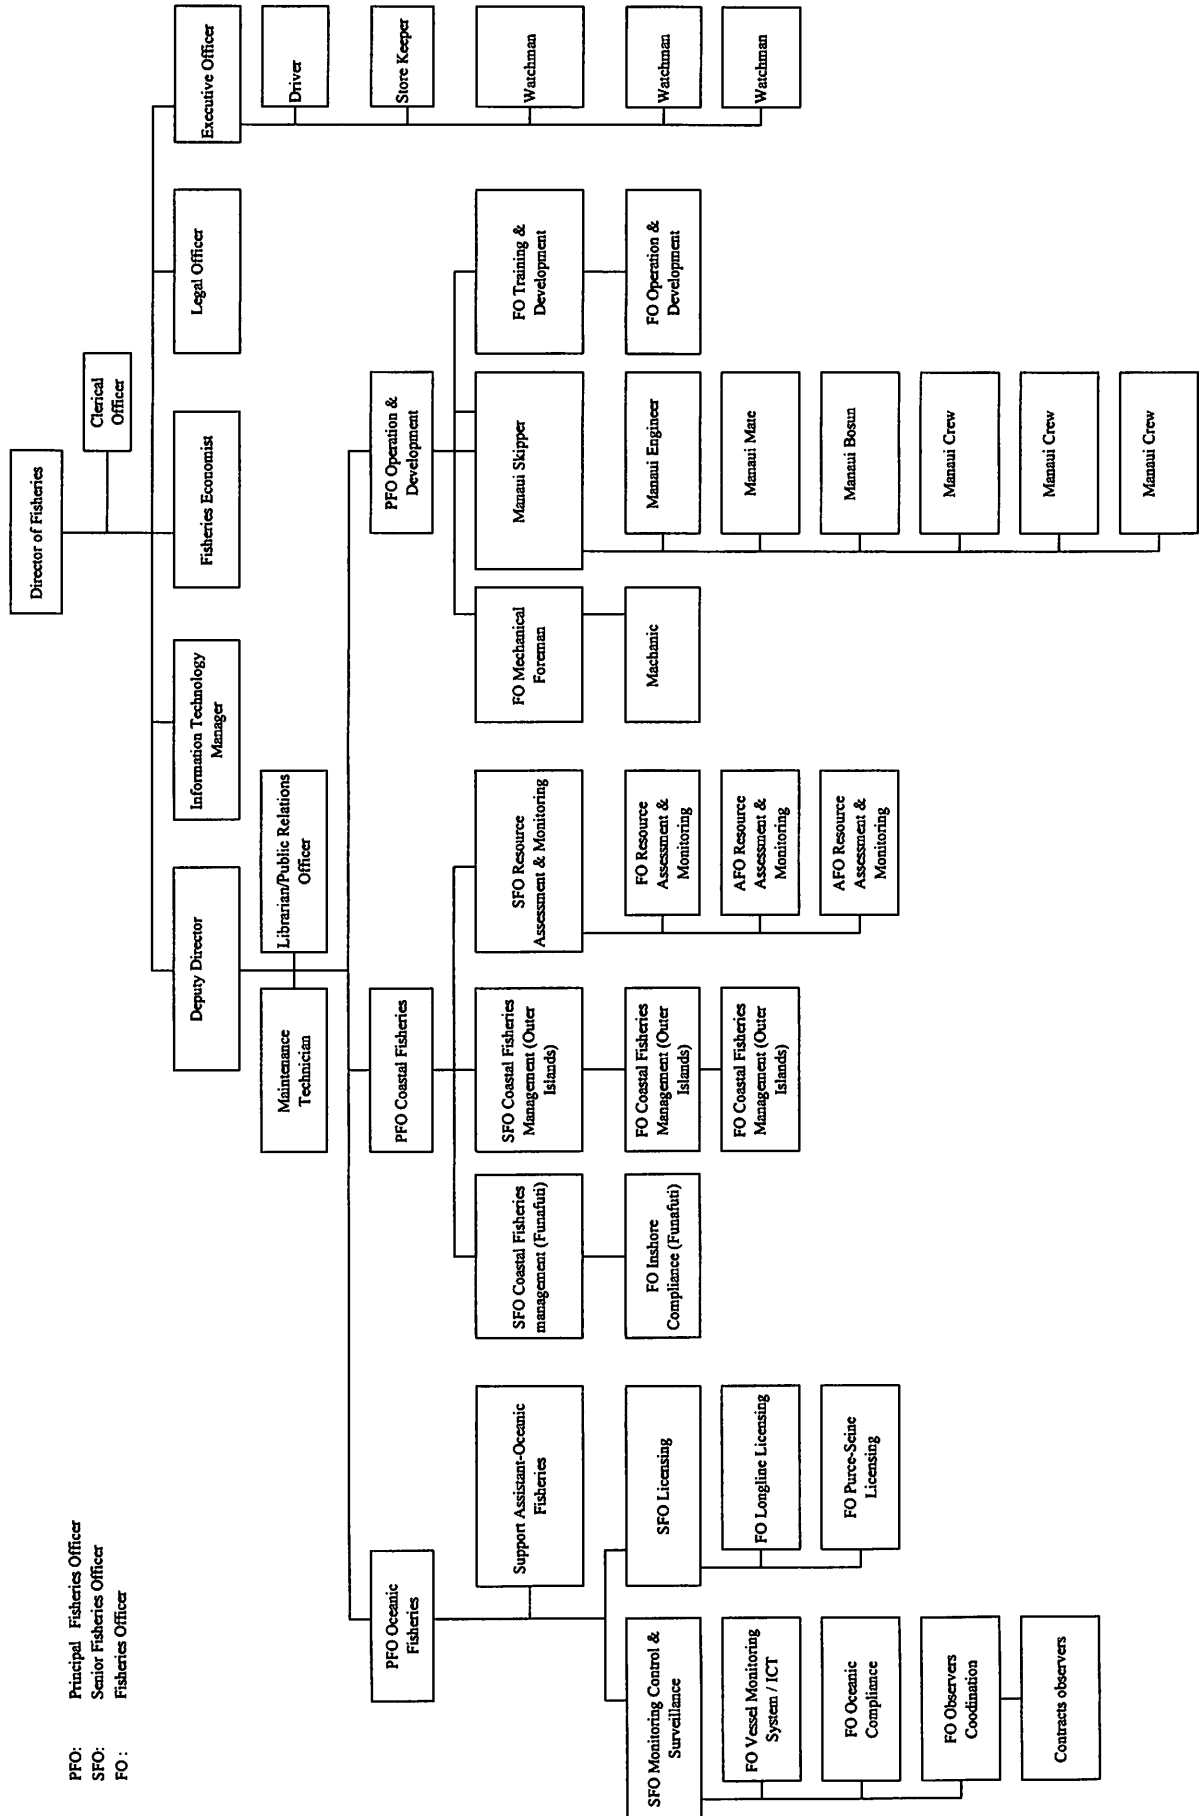 PFO: Principal Fisheries Officer
SFO: Senior Fisheries Officer
FO : Fisheries Officer
Director of Fisheries
Clerical
Officer
Deputy Director
Information Technology
Manager
Fisheries Economist
Legal Officer
Executive Officer
Maintenance
Technician
Librarian/Public Relations
Officer
Driver
Store Keeper
Watchman
Watchman
Watchman
PFO Oceanic
Fisheries
PFO Coastal Fisheries
PFO Operation &
Development
Support Assistant-Oceanic
Fisheries
SFO Monitoring Control &
Surveillance
FO Vessel Monitoring
System / ICT
FO Oceanic
Compliance
FO Observers
Coodination
Contracts observers
SFO Licensing
FO Longline Licensing
FO Purce-Seine
Licensing
SFO Coastal Fisheries
management (Funafuti)
FO Inshore
Compliance (Funafuti)
SFO Coastal Fisheries
Management (Outer
Islands)
FO Coastal Fisheries
Management (Outer
Islands)
FO Coastal Fisheries
Management (Outer
Islands)
SFO Resource
Assessment & Monitoring
FO Resource
Assessment &
Monitoring
AFO Resource
Assessment &
Monitoring
AFO Resource
Assessment &
Monitoring
FO Mechanical
Foreman
Machanic
Manaui Skipper
Manaui Engineer
Manaui Mate
Manaui Bosun
Manaui Crew
Manaui Crew
Manaui Crew
FO Training &
Development
FO Operation &
Development